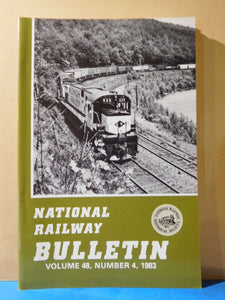 NATIONAL
RAILWAY
BULLETIN
VOLUME 48, NUMBER 4, 1983